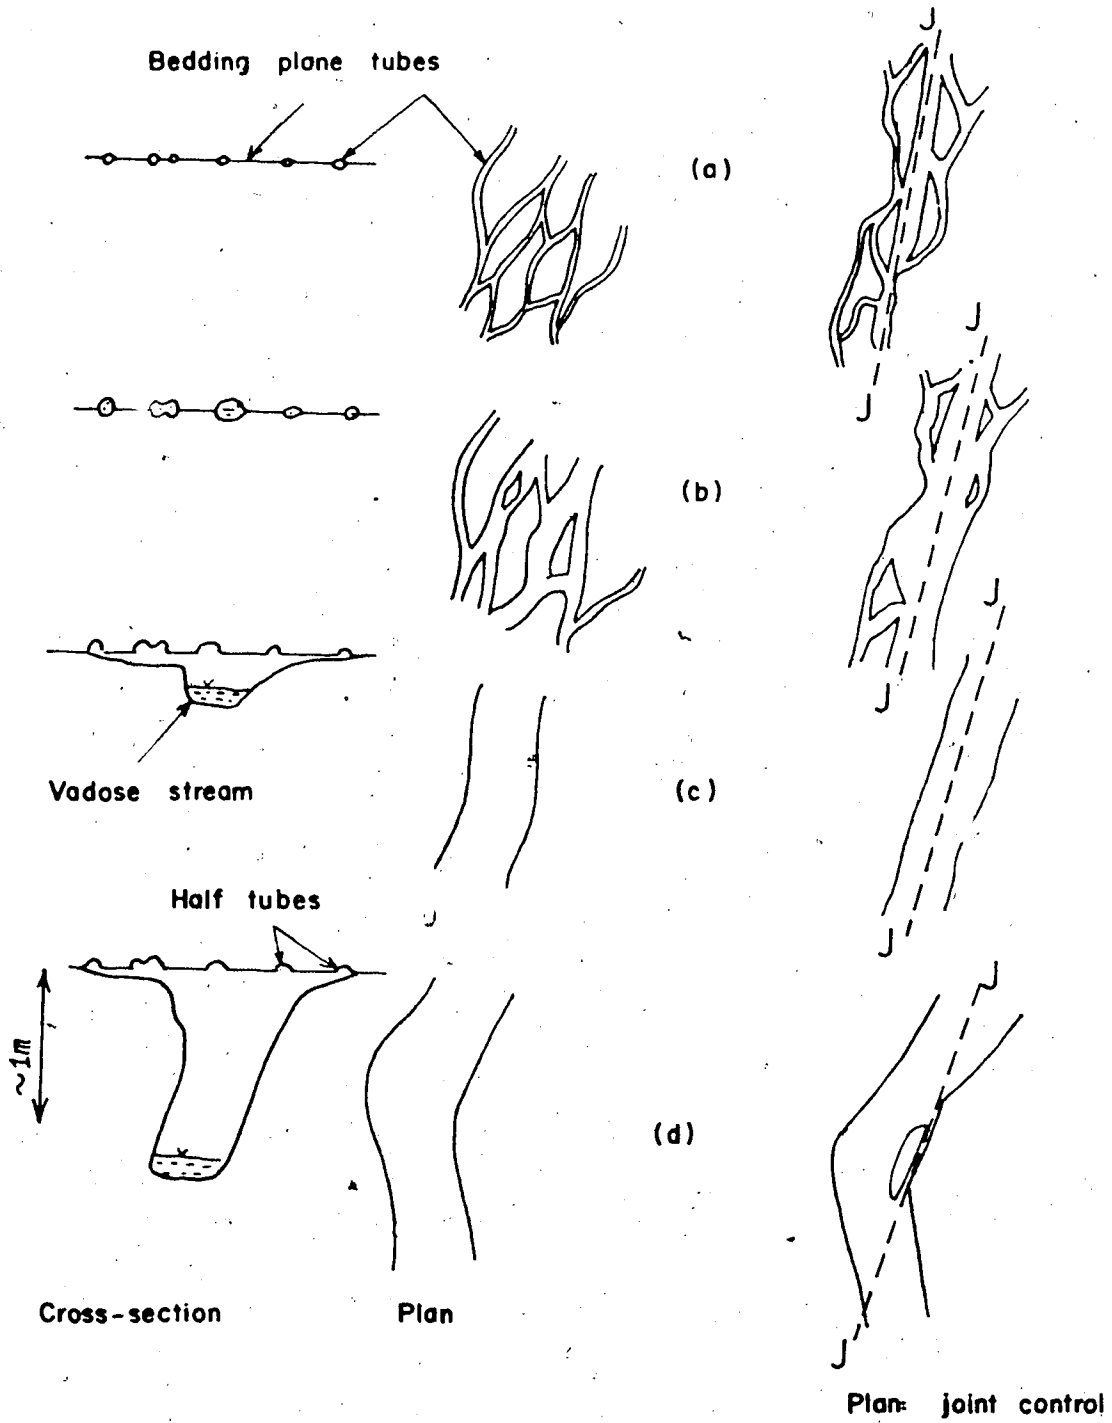 J
Bedding plane tubes
(a)
J
J
(b)
J
J
Vadose stream
(c)
Half tubes
J
J
~1m
(d)
Cross-section
Plan
J
Plan: joint control